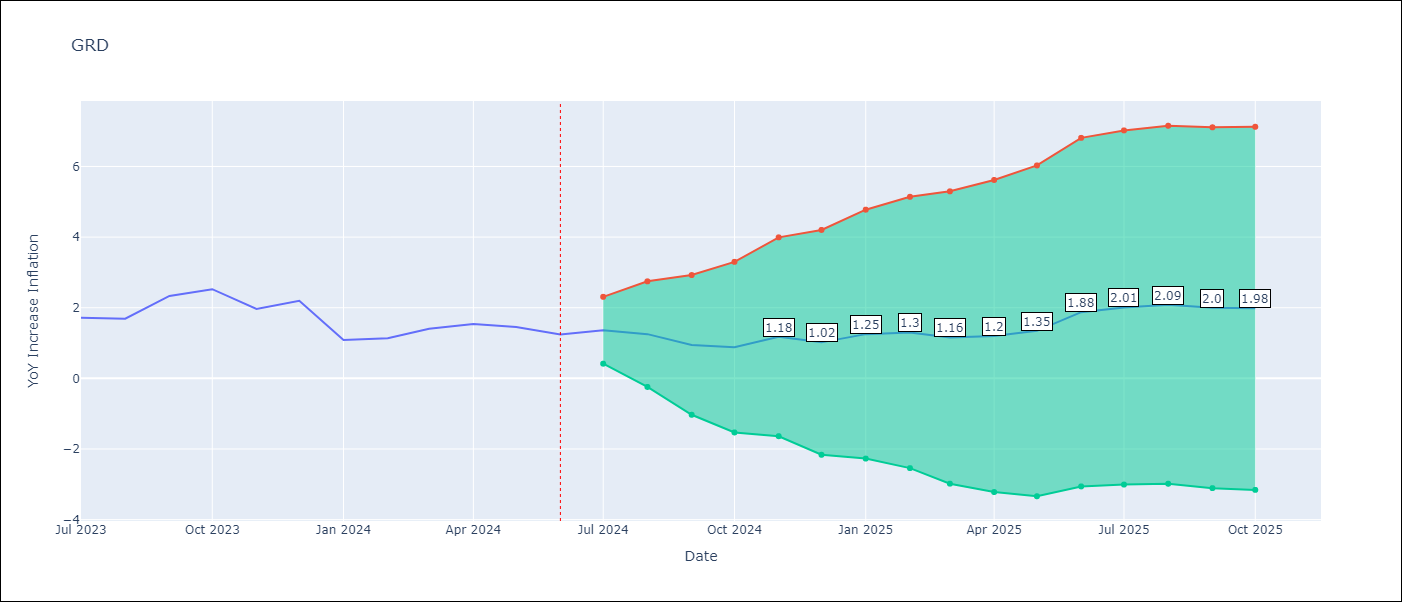 GRD
YoY Increase Inflation
6
4
2
0
−2
−4
1.18
1.02
1.25
1.3
1.16
1.2
1.35
1.88
2.01
2.09
2.0
1.98
Jul 2023
Oct 2023
Jan 2024
Apr 2024
Jul 2024
Oct 2024
Jan 2025
Apr 2025
Jul 2025
Oct 2025
Date